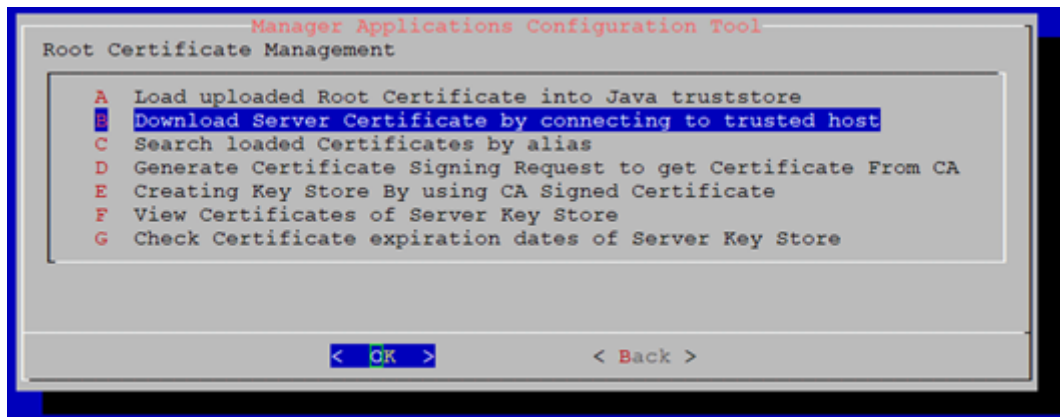 Manager Applications Configuration Tool
Root Certificate Management
A Load uploaded Root Certificate into Java truststore
B Download Server Certificate by connecting to trusted host
C Search loaded Certificates by alias
D Generate Certificate Signing Request to get Certificate From CA
E Creating Key Store By using CA Signed Certificate
F View Certificates of Server Key Store
G Check Certificate expiration dates of Server Key Store
< OK > < Back >